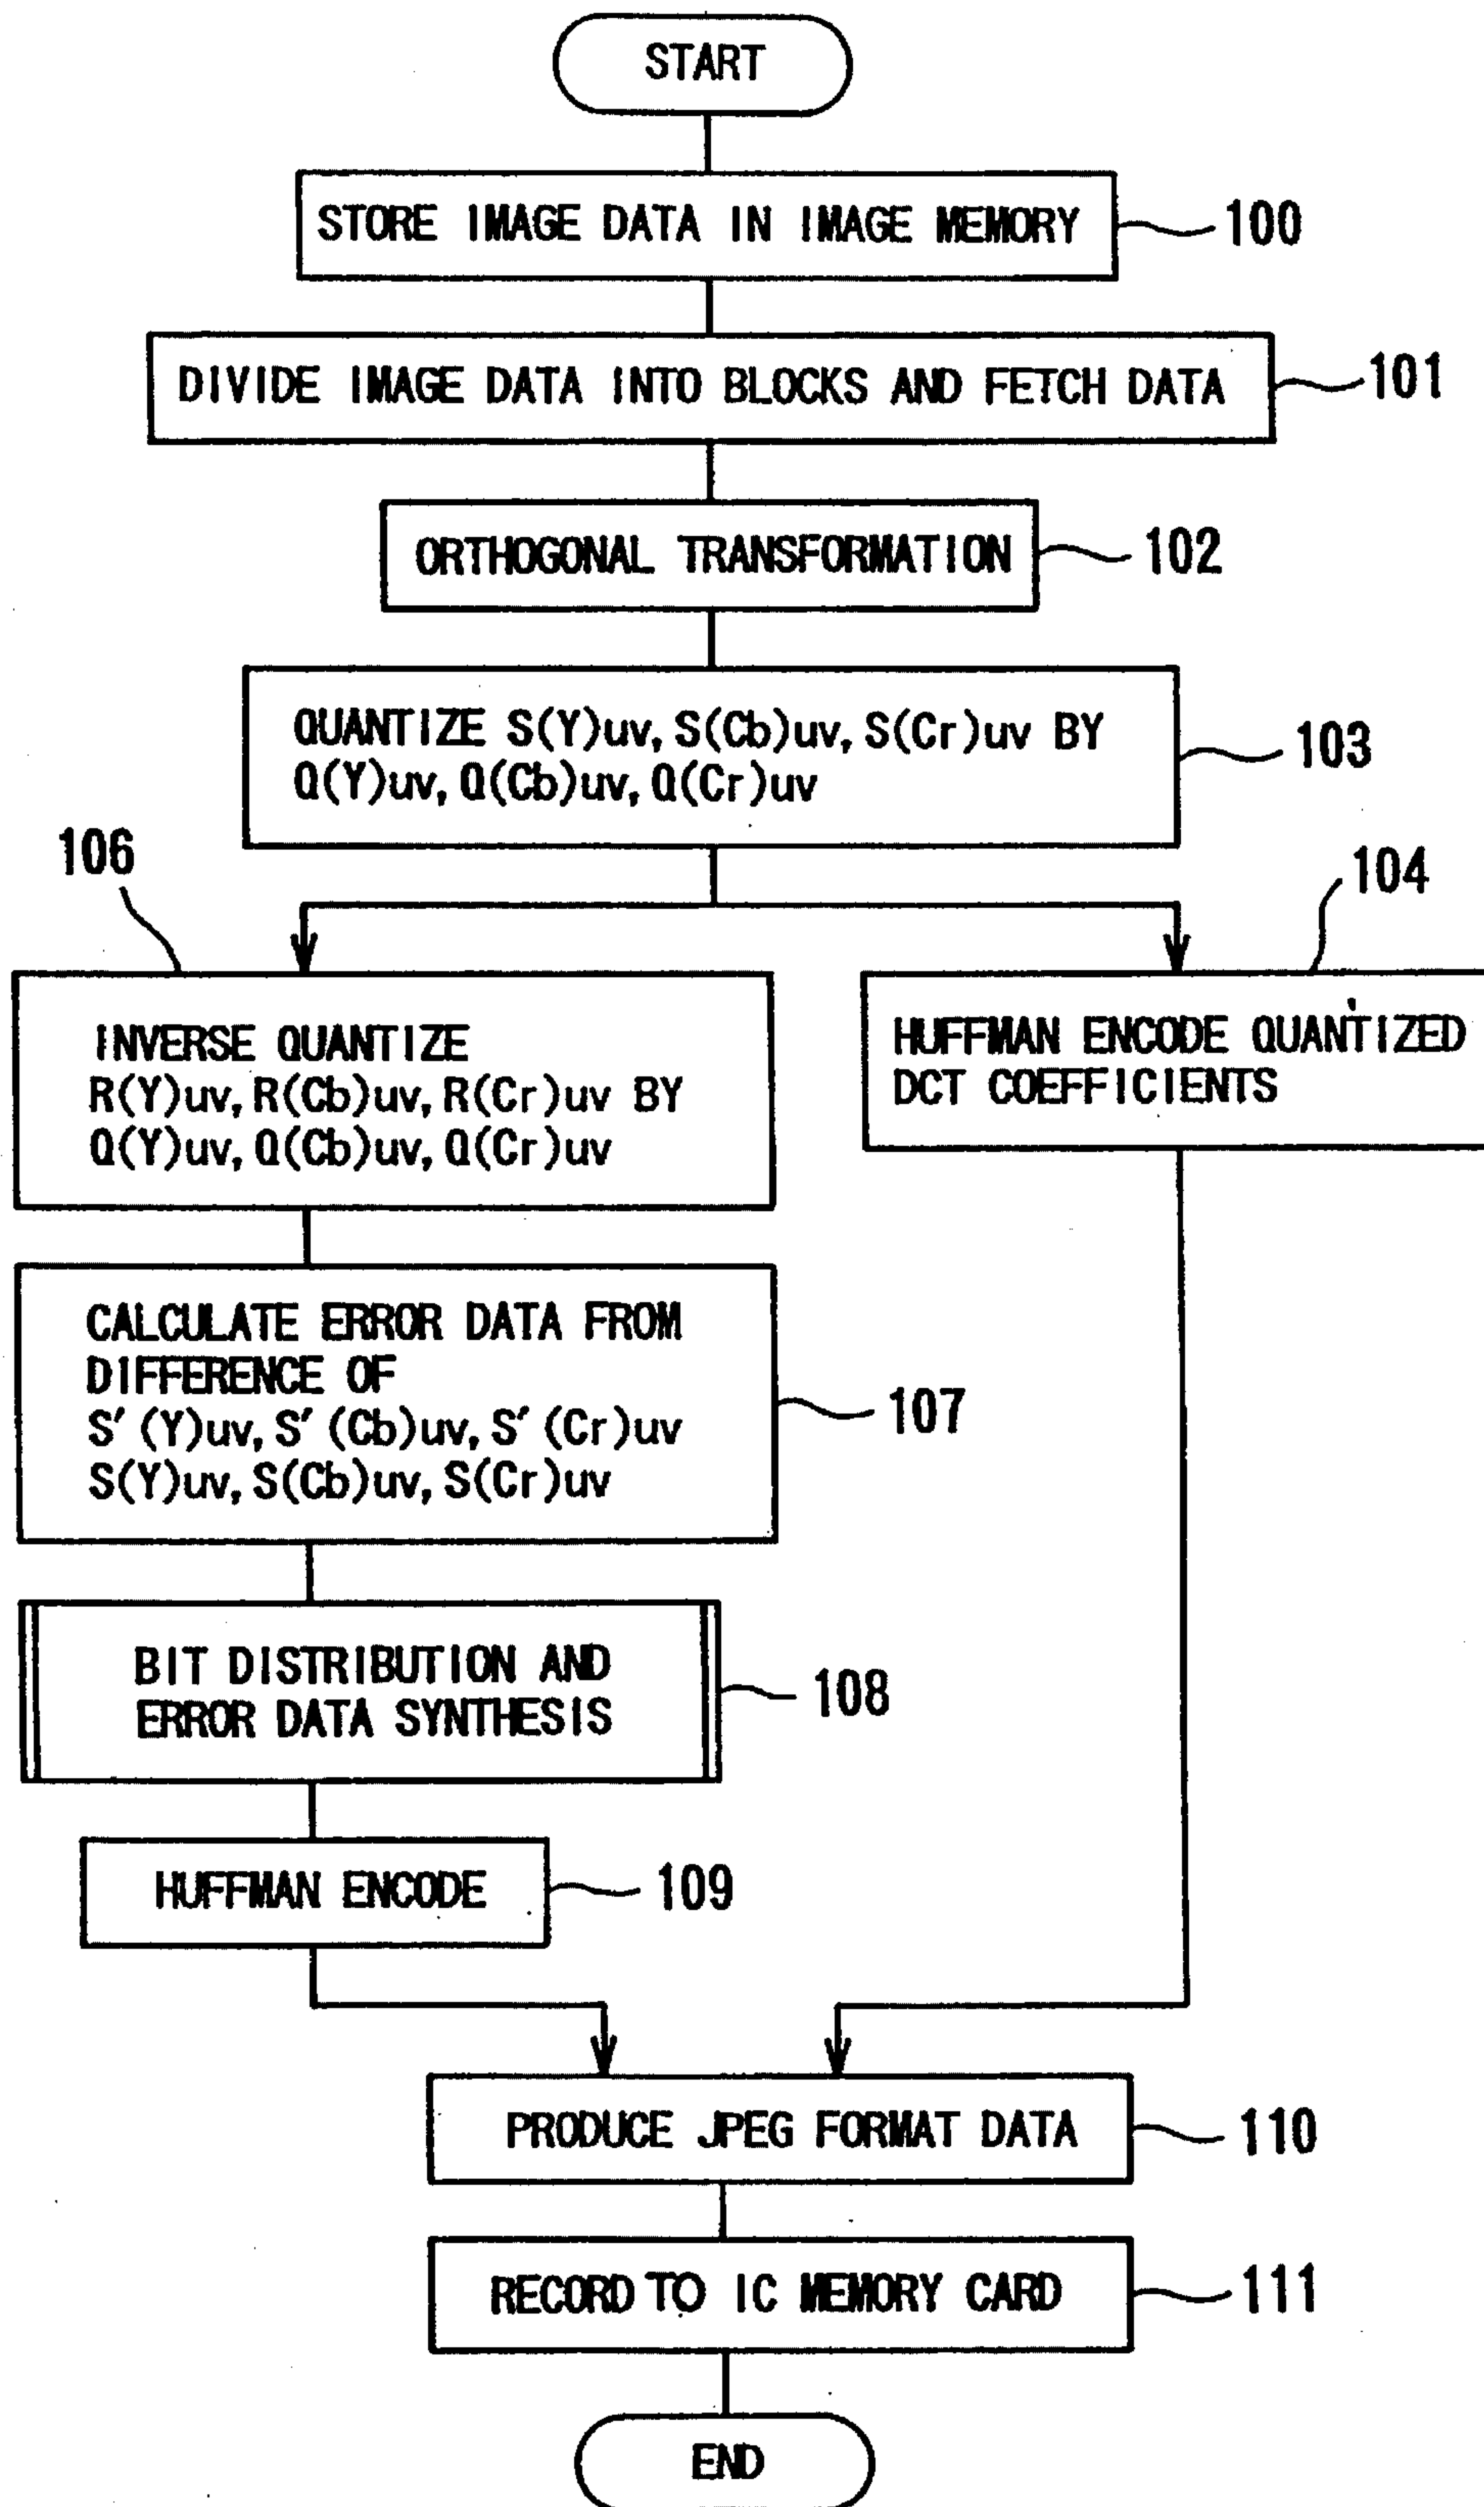 START
STORE IMAGE DATA IN IMAGE MEMORY
100
DIVIDE IMAGE DATA INTO BLOCKS AND FETCH DATA
101
ORTHOGONAL TRANSFORMATION
102
QUANTIZE S(Y)uv, S(Cb)uv, S(Cr)uv BY
Q(Y)uv, Q(Cb)uv, Q(Cr)uv
103
106
104
INVERSE QUANTIZE
R(Y)uv, R(Cb)uv, R(Cr)uv BY
Q(Y)uv, Q(Cb)uv, Q(Cr)uv
HUFFMAN ENCODE QUANTIZED
DCT COEFFICIENTS
CALCULATE ERROR DATA FROM
DIFFERENCE OF
S'(Y)uv, S'(Cb)uv, S'(Cr)uv
S(Y)uv, S(Cb)uv, S(Cr)uv
107
BIT DISTRIBUTION AND
ERROR DATA SYNTHESIS
108
HUFFMAN ENCODE
109
PRODUCE JPEG FORMAT DATA
110
RECORD TO IC MEMORY CARD
111
END